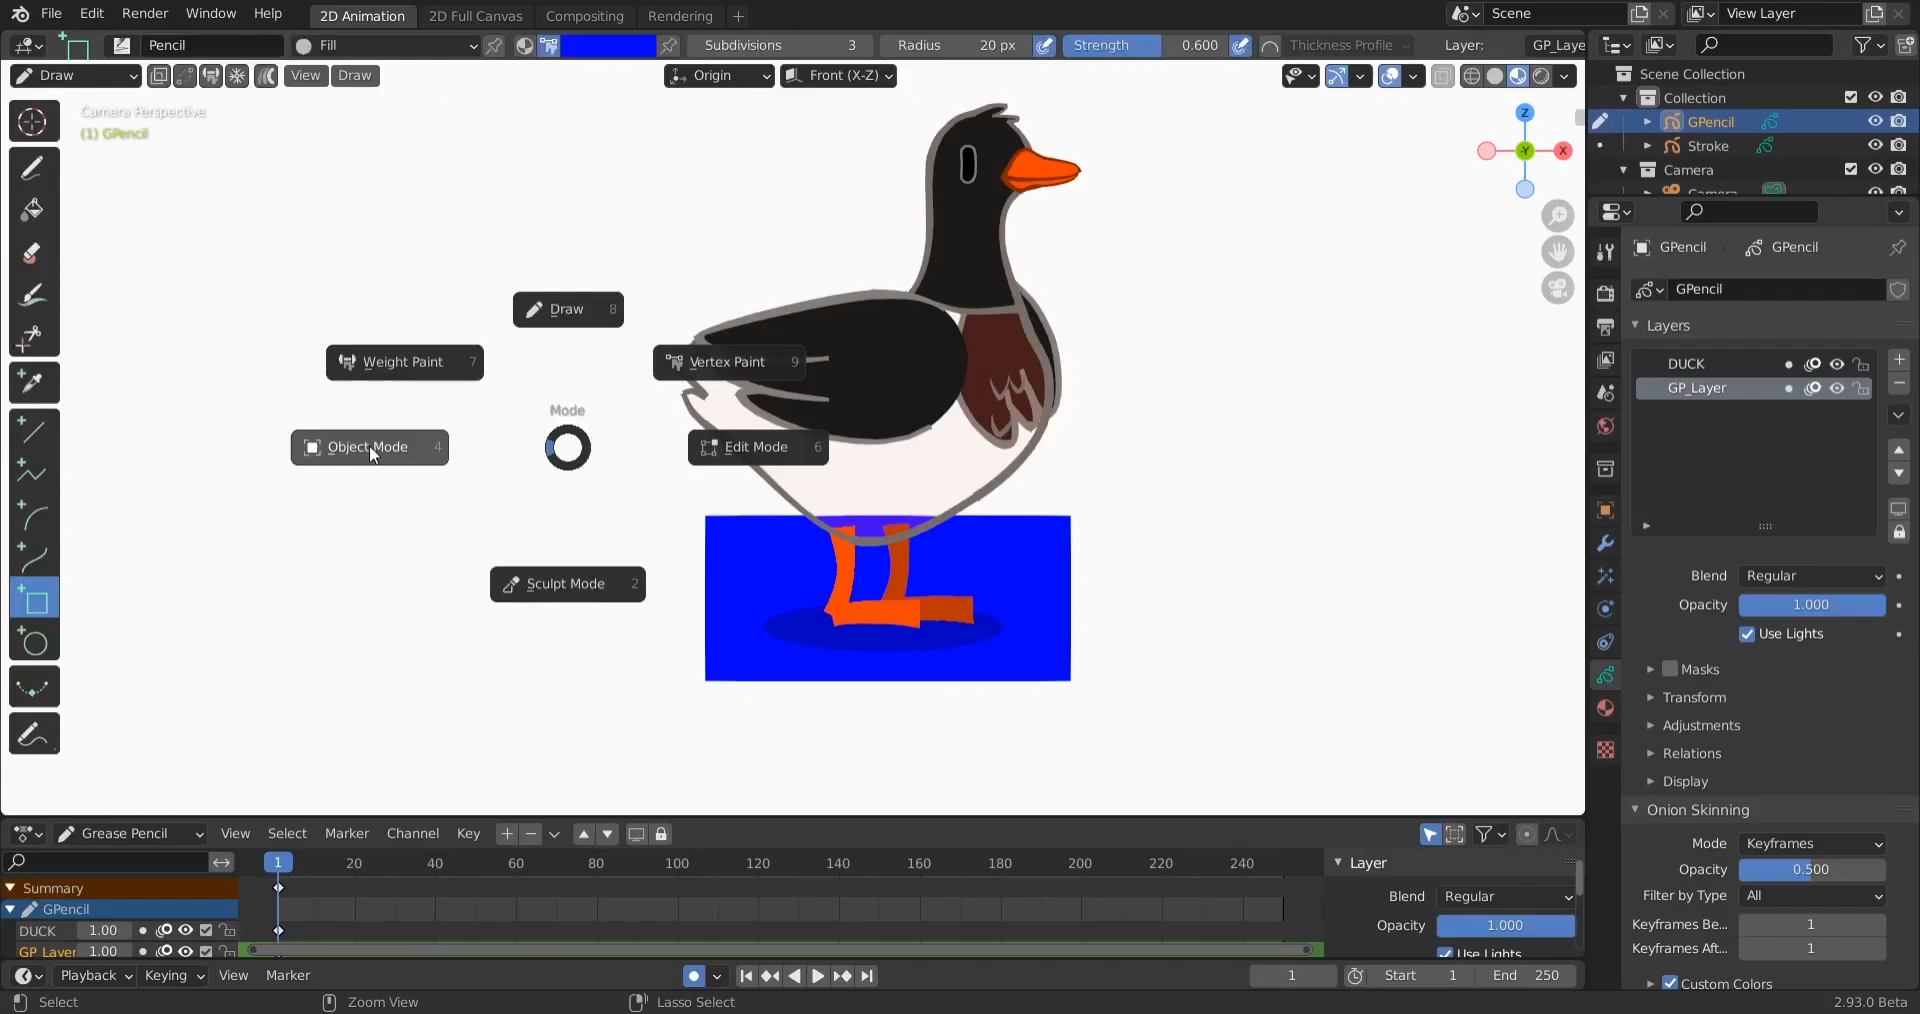 File Edit Render Window Help 2D Animation 2D Full Canvas Compositing Rendering + Scene View Layer
Pencil Fill Subdivisions 3 Radius 20 px Strength 0.600 Thickness Profile Layer: GP_Laye
Draw View Draw Origin Front (X-Z)
Scene Collection
Collection
GPencil
Stroke
Camera
Camera
Camera Perspective
(1) GPencil
Z
-Y
X
Draw 8
Weight Paint 7
Vertex Paint 9
Mode
Object Mode 4
Edit Mode 6
Sculpt Mode 2
GPencil GPencil
GPencil
Layers
DUCK
GP_Layer
Blend Regular
Opacity 1.000
Use Lights
Masks
Transform
Adjustments
Relations
Display
Onion Skinning
Mode Keyframes
Opacity 0.500
Filter by Type All
Keyframes Be... 1
Keyframes Aft... 1
Custom Colors
Grease Pencil View Select Marker Channel Key
1 20 40 60 80 100 120 140 160 180 200 220 240
Summary
GPencil
DUCK 1.00
GP_Layer 1.00
Layer
Blend Regular
Opacity 1.000
Use Lights
Playback Keying View Marker 1 Start 1 End 250
Select Zoom View Lasso Select 2.93.0 Beta